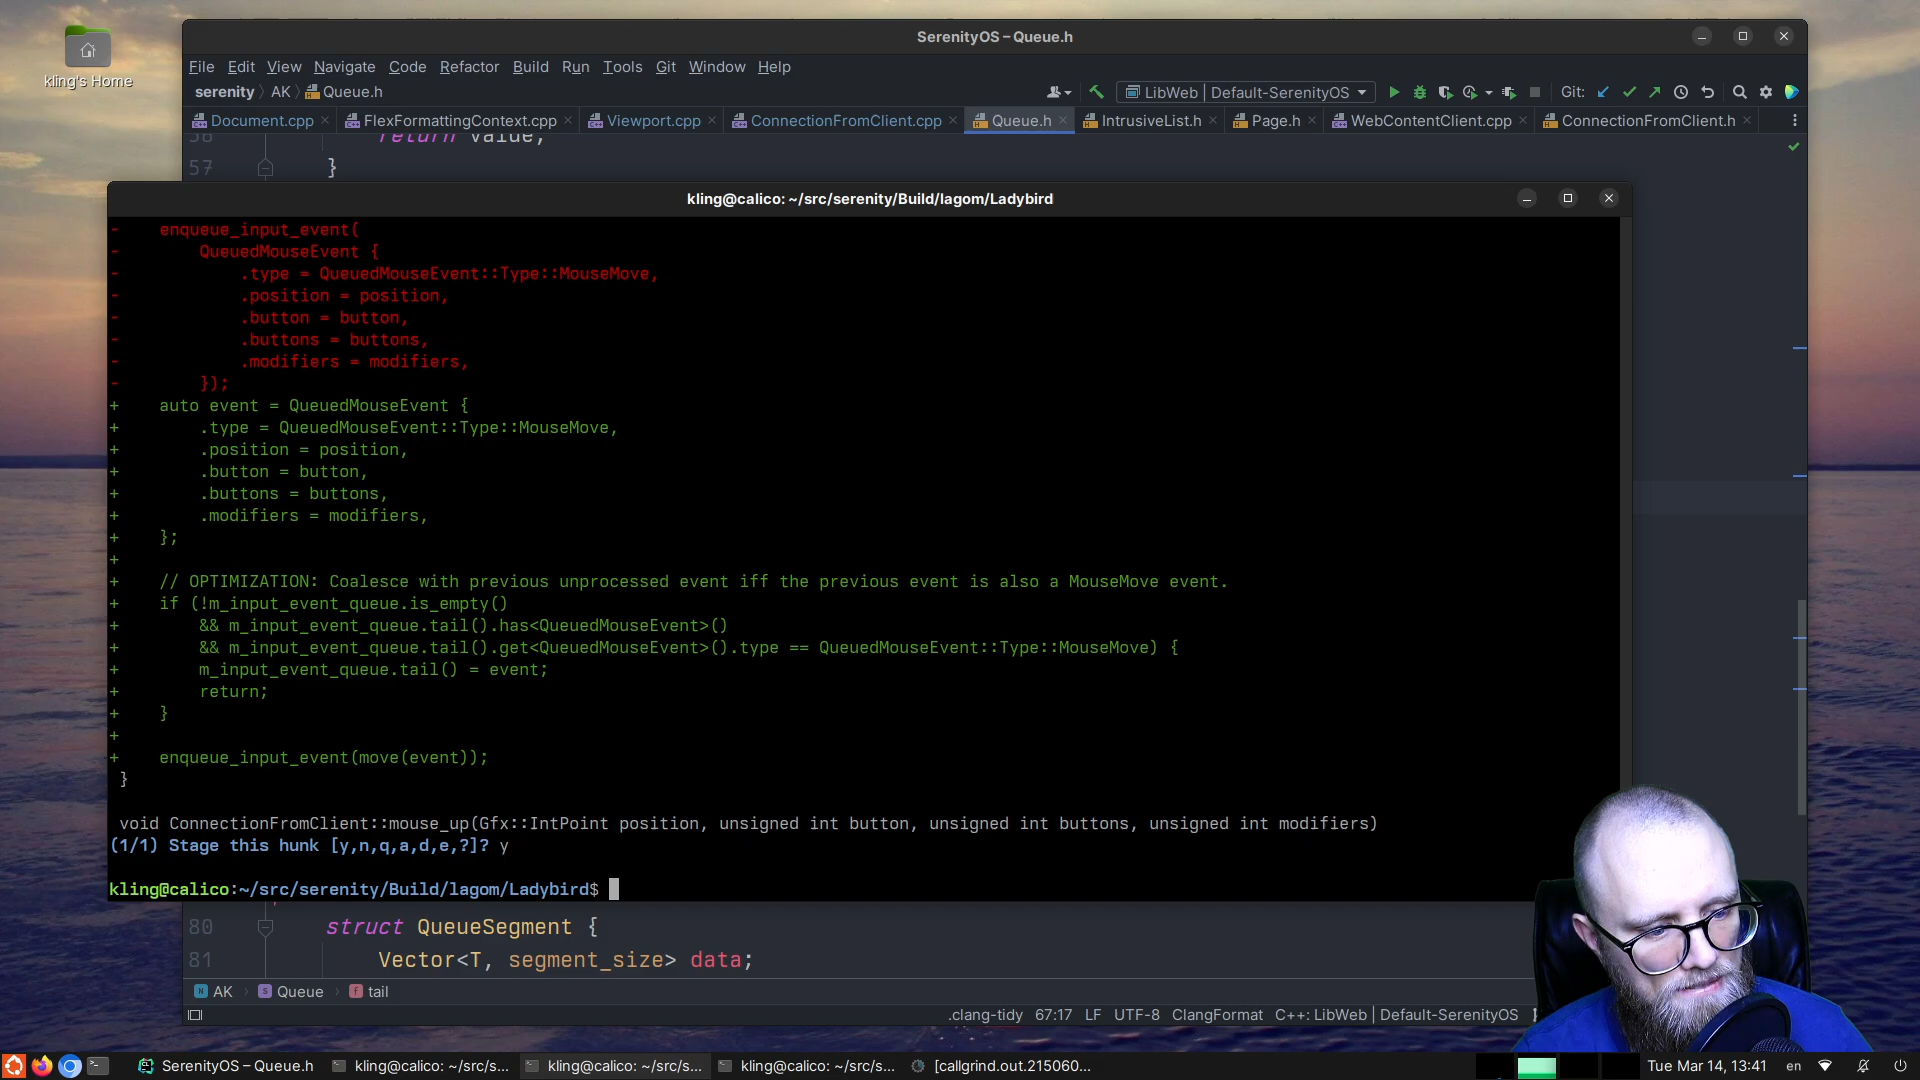 kling's Home
SerenityOS – Queue.h
File Edit View Navigate Code Refactor Build Run Tools Git Window Help
serenity AK Queue.h LibWeb | Default-SerenityOS Git:
Document.cpp FlexFormattingContext.cpp Viewport.cpp ConnectionFromClient.cpp Queue.h IntrusiveList.h Page.h WebContentClient.cpp ConnectionFromClient.h
56 return value;
57 }
kling@calico: ~/src/serenity/Build/lagom/Ladybird
- enqueue_input_event(
- QueuedMouseEvent {
- .type = QueuedMouseEvent::Type::MouseMove,
- .position = position,
- .button = button,
- .buttons = buttons,
- .modifiers = modifiers,
- });
+ auto event = QueuedMouseEvent {
+ .type = QueuedMouseEvent::Type::MouseMove,
+ .position = position,
+ .button = button,
+ .buttons = buttons,
+ .modifiers = modifiers,
+ };
+
+ // OPTIMIZATION: Coalesce with previous unprocessed event iff the previous event is also a MouseMove event.
+ if (!m_input_event_queue.is_empty()
+ && m_input_event_queue.tail().has<QueuedMouseEvent>()
+ && m_input_event_queue.tail().get<QueuedMouseEvent>().type == QueuedMouseEvent::Type::MouseMove) {
+ m_input_event_queue.tail() = event;
+ return;
+ }
+
+ enqueue_input_event(move(event));
}
void ConnectionFromClient::mouse_up(Gfx::IntPoint position, unsigned int button, unsigned int buttons, unsigned int modifiers)
(1/1) Stage this hunk [y,n,q,a,d,e,?]? y
kling@calico:~/src/serenity/Build/lagom/Ladybird$
80 struct QueueSegment {
81 Vector<T, segment_size> data;
AK Queue tail
.clang-tidy 67:17 LF UTF-8 ClangFormat C++: LibWeb | Default-SerenityOS
SerenityOS – Queue.h kling@calico: ~/src/s... kling@calico: ~/src/s... kling@calico: ~/src/s... [callgrind.out.215060... Tue Mar 14, 13:41 en